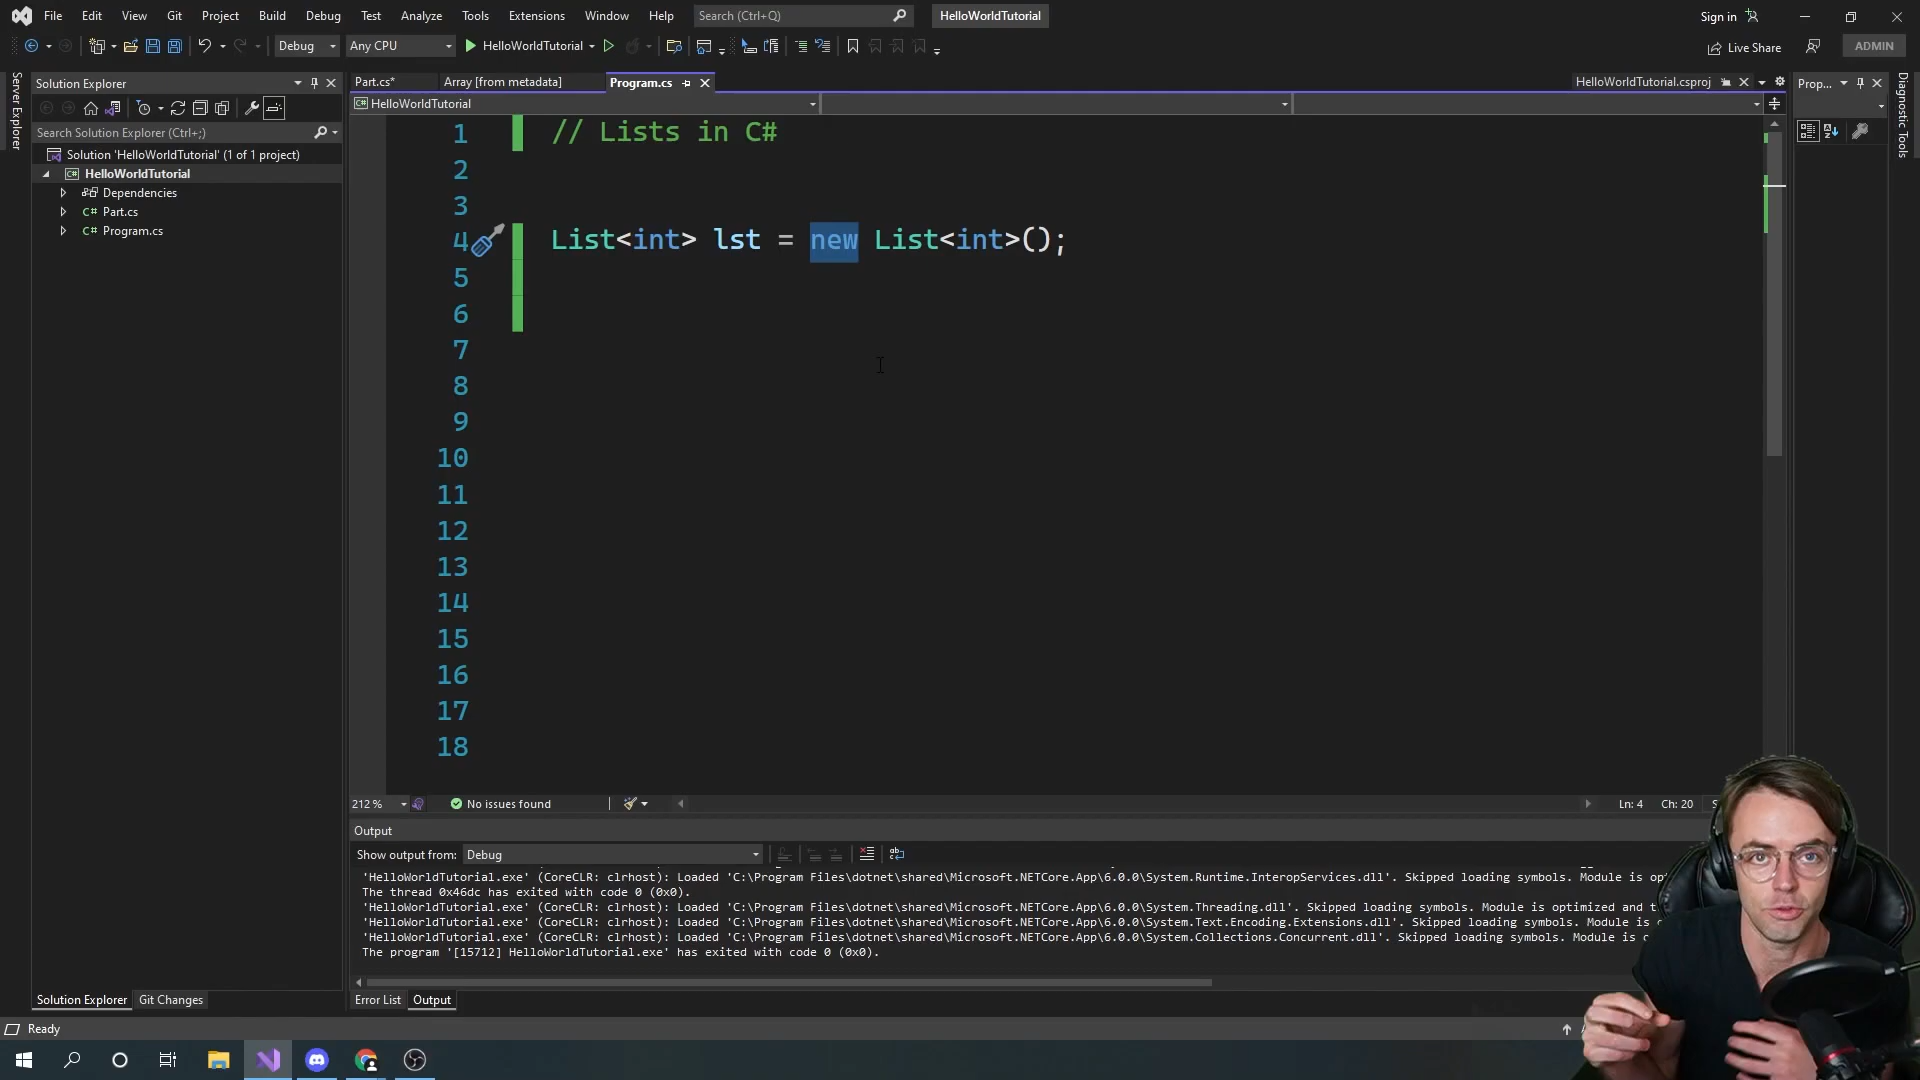 File Edit View Git Project Build Debug Test Analyze Tools Extensions Window Help Search (Ctrl+Q) HelloWorldTutorial Sign in
Debug Any CPU HelloWorldTutorial Live Share ADMIN
Server Explorer
Solution Explorer
Search Solution Explorer (Ctrl+;)
Solution 'HelloWorldTutorial' (1 of 1 project)
HelloWorldTutorial
Dependencies
C# Part.cs
C# Program.cs
Solution Explorer Git Changes
Part.cs* Array [from metadata] Program.cs HelloWorldTutorial.csproj
HelloWorldTutorial
1 // Lists in C#
2
3
4 List<int> lst = new List<int>();
5
6
7
8
9
10
11
12
13
14
15
16
17
18
212 % No issues found Ln: 4 Ch: 20
Output
Show output from: Debug
'HelloWorldTutorial.exe' (CoreCLR: clrhost): Loaded 'C:\Program Files\dotnet\shared\Microsoft.NETCore.App\6.0.0\System.Runtime.InteropServices.dll'. Skipped loading symbols. Module is
The thread 0x46dc has exited with code 0 (0x0).
'HelloWorldTutorial.exe' (CoreCLR: clrhost): Loaded 'C:\Program Files\dotnet\shared\Microsoft.NETCore.App\6.0.0\System.Threading.dll'. Skipped loading symbols. Module is optimized and
'HelloWorldTutorial.exe' (CoreCLR: clrhost): Loaded 'C:\Program Files\dotnet\shared\Microsoft.NETCore.App\6.0.0\System.Text.Encoding.Extensions.dll'. Skipped loading symbols. Module is
'HelloWorldTutorial.exe' (CoreCLR: clrhost): Loaded 'C:\Program Files\dotnet\shared\Microsoft.NETCore.App\6.0.0\System.Collections.Concurrent.dll'. Skipped loading symbols. Module is
The program '[15712] HelloWorldTutorial.exe' has exited with code 0 (0x0).
Error List Output
Prop...
Diagnostic Tools
Ready